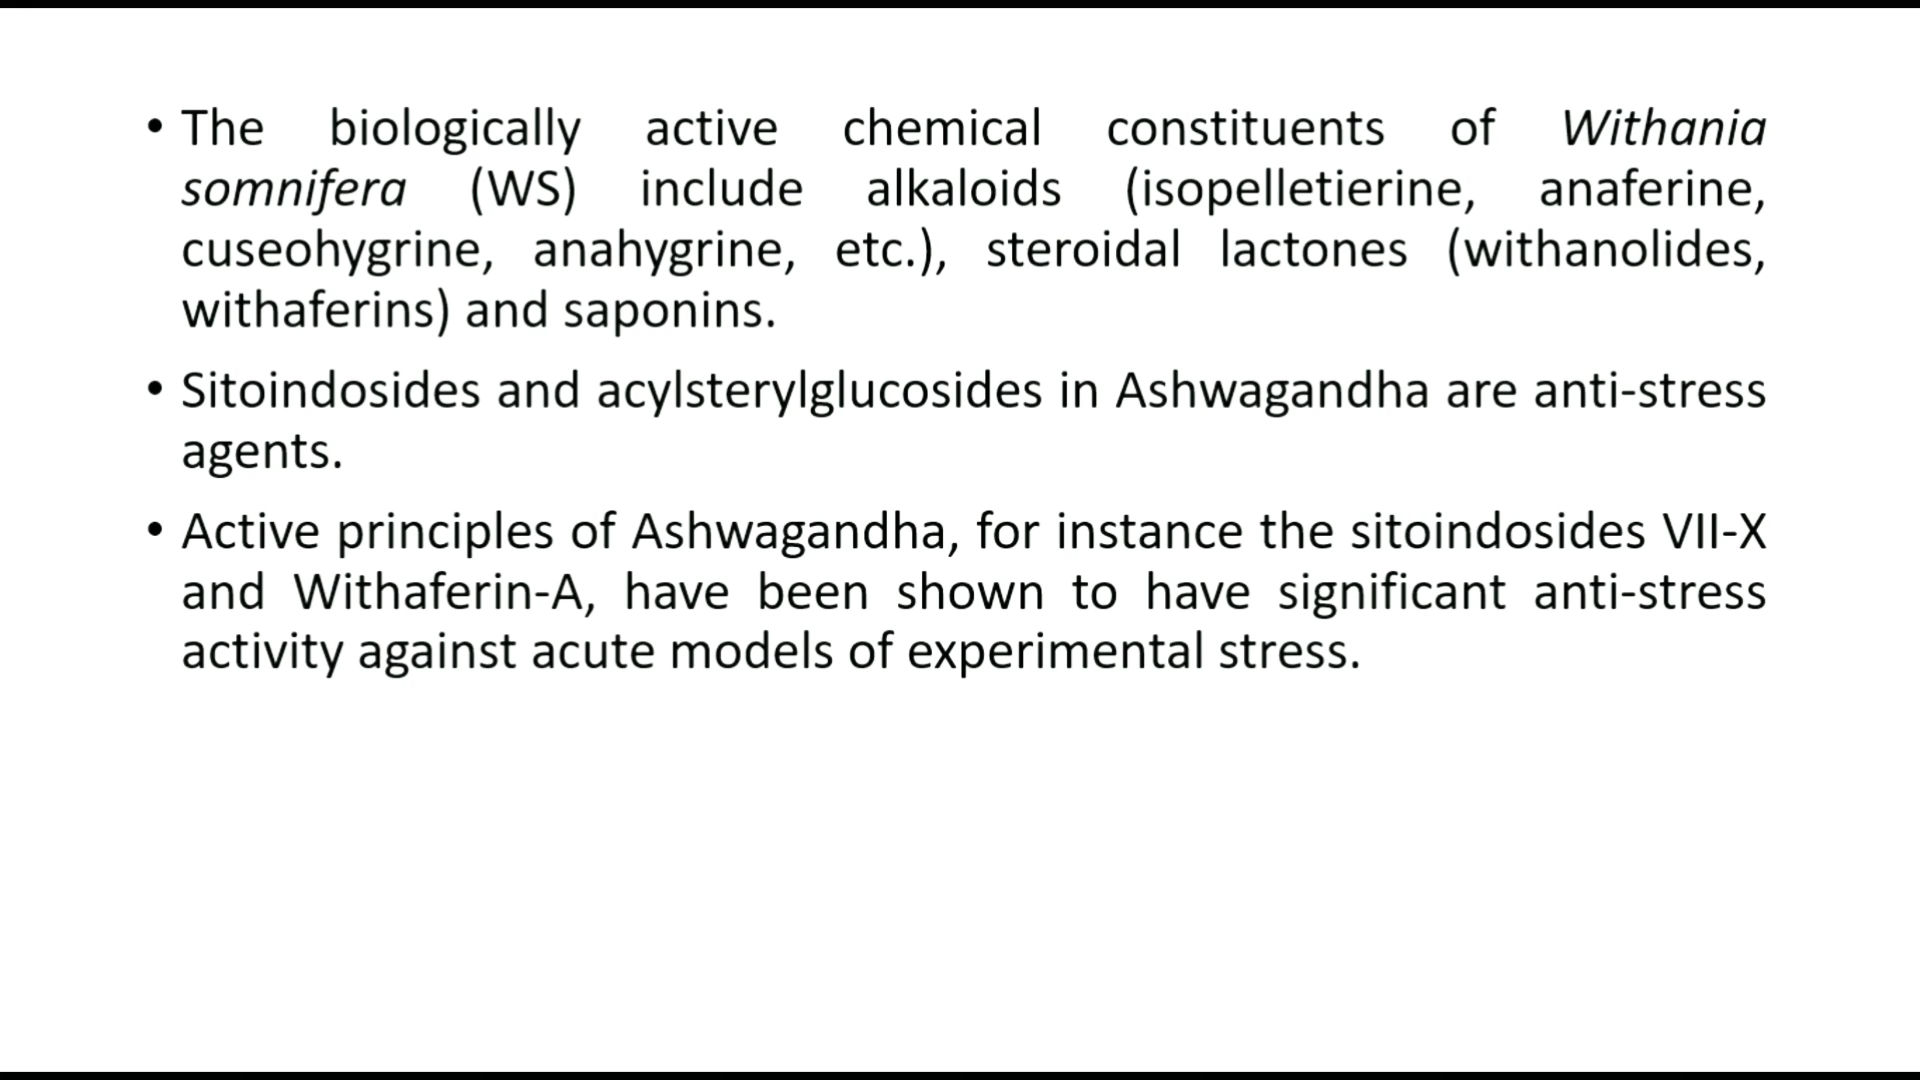 • The biologically active chemical constituents of Withania
somnifera (WS) include alkaloids (isopelletierine, anaferine,
cuseohygrine, anahygrine, etc.), steroidal lactones (withanolides,
withaferins) and saponins.
• Sitoindosides and acylsterylglucosides in Ashwagandha are anti-stress
agents.
• Active principles of Ashwagandha, for instance the sitoindosides VII-X
and Withaferin-A, have been shown to have significant anti-stress
activity against acute models of experimental stress.